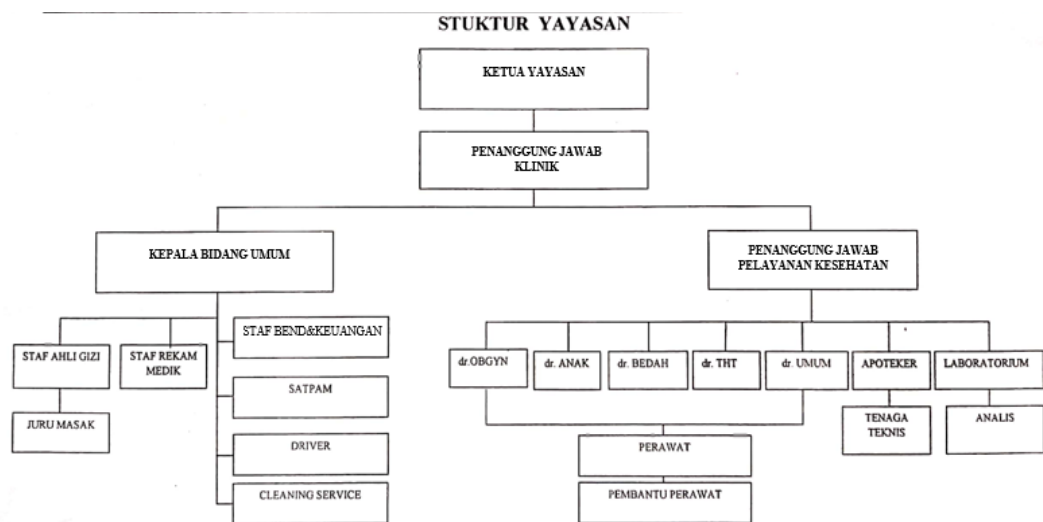 STUKTUR YAYASAN
KETUA YAYASAN
PENANGGUNG JAWAB
KLINIK
KEPALA BIDANG UMUM
PENANGGUNG JAWAB
PELAYANAN KESEHATAN
STAF BEND&KEUANGAN
STAF AHLI GIZI
STAF REKAM
MEDIK
SATPAM
JURU MASAK
DRIVER
CLEANING SERVICE
dr.OBGYN
dr. ANAK
dr. BEDAH
dr. THT
dr. UMUM
APOTEKER
LABORATORIUM
TENAGA
TEKNIS
ANALIS
PERAWAT
PEMBANTU PERAWAT